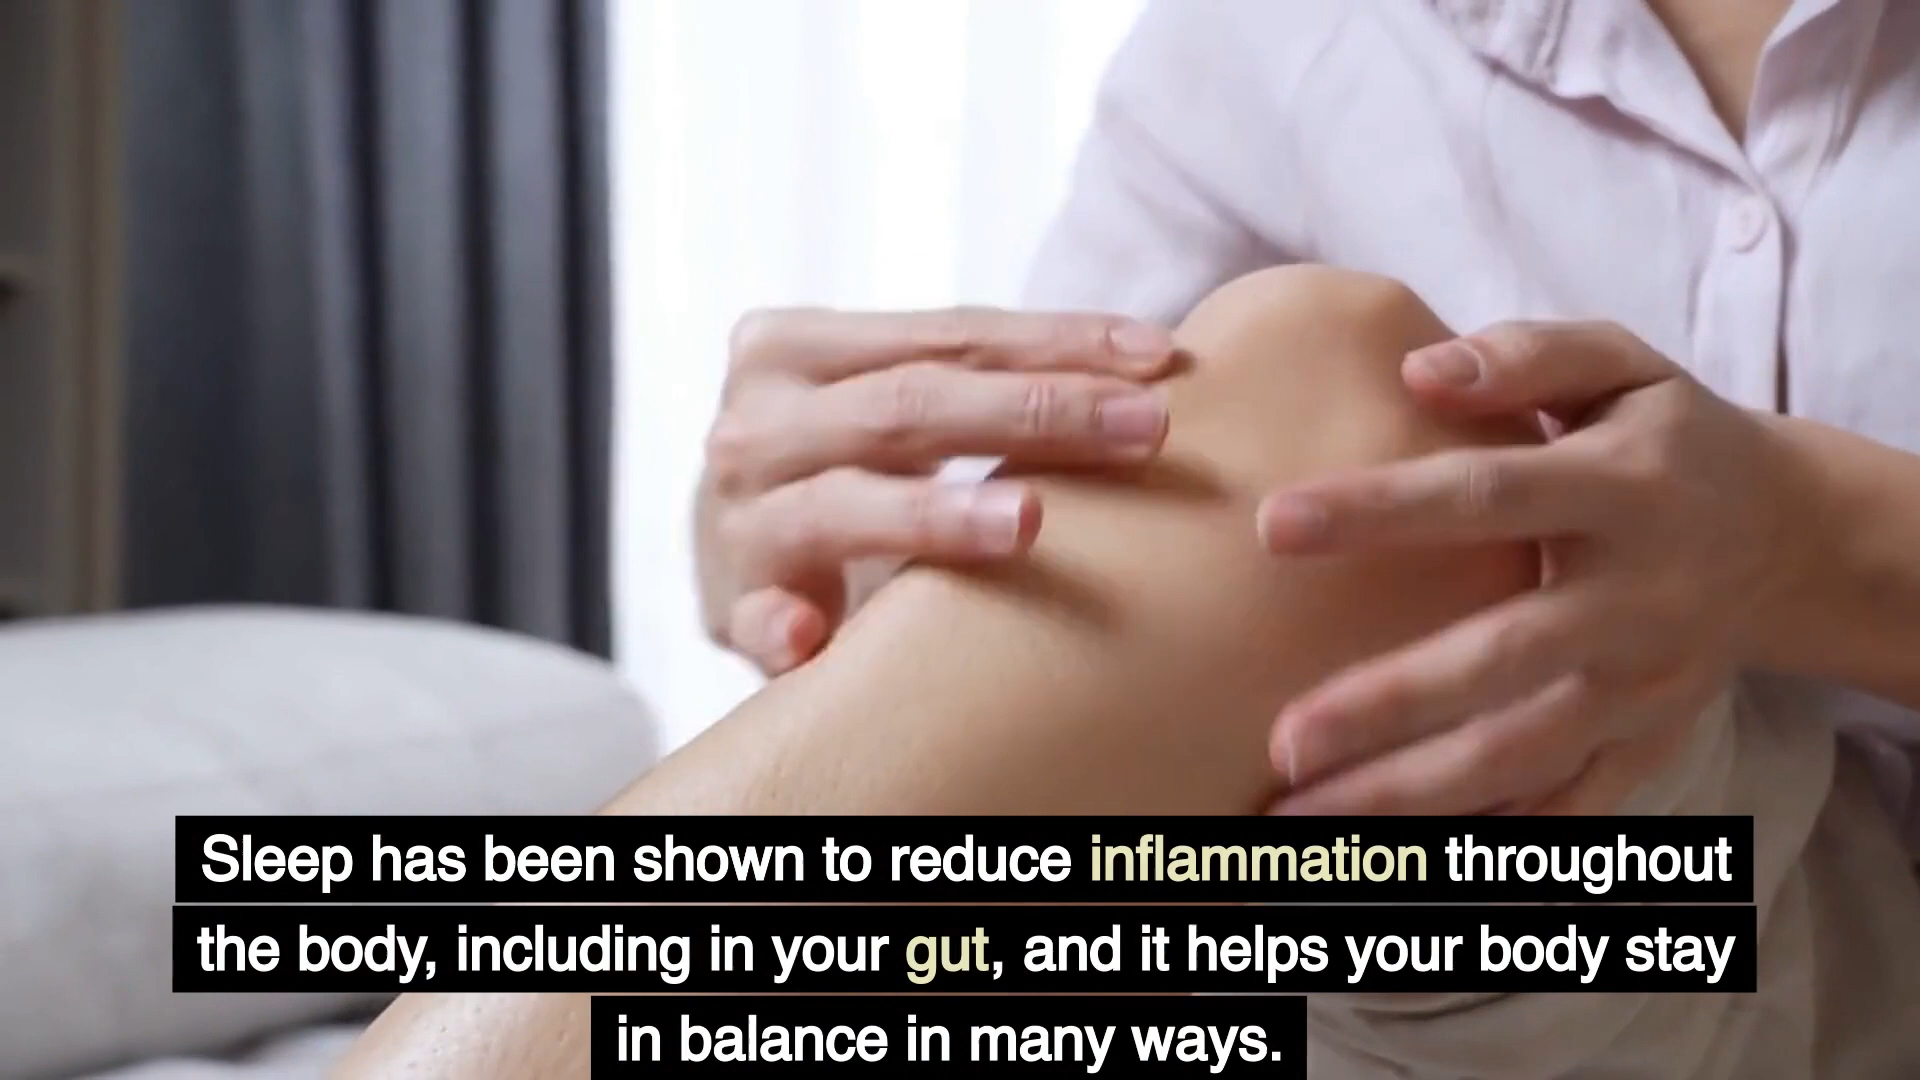 Sleep has been shown to reduce inflammation throughout
the body, including in your gut, and it helps your body stay
in balance in many ways.